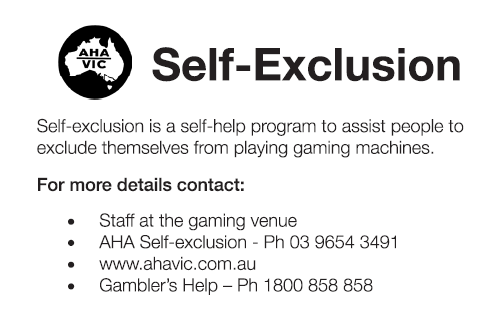 AHA
VIC
Self-Exclusion
Self-exclusion is a self-help program to assist people to
exclude themselves from playing gaming machines.
For more details contact:
• Staff at the gaming venue
• AHA Self-exclusion - Ph 03 9654 3491
• www.ahavic.com.au
• Gambler's Help – Ph 1800 858 858